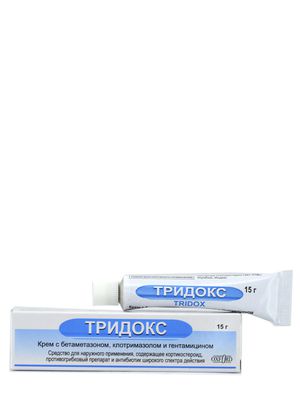 ТРИДОКС
15 г
TRIDOX
ТРИДОКС
15 г
Крем с бетаметазоном, клотримазолом и гентамицином
Средство для наружного применения, содержащее кортикостероид,
противогрибковый препарат и антибиотик широкого спектра действия